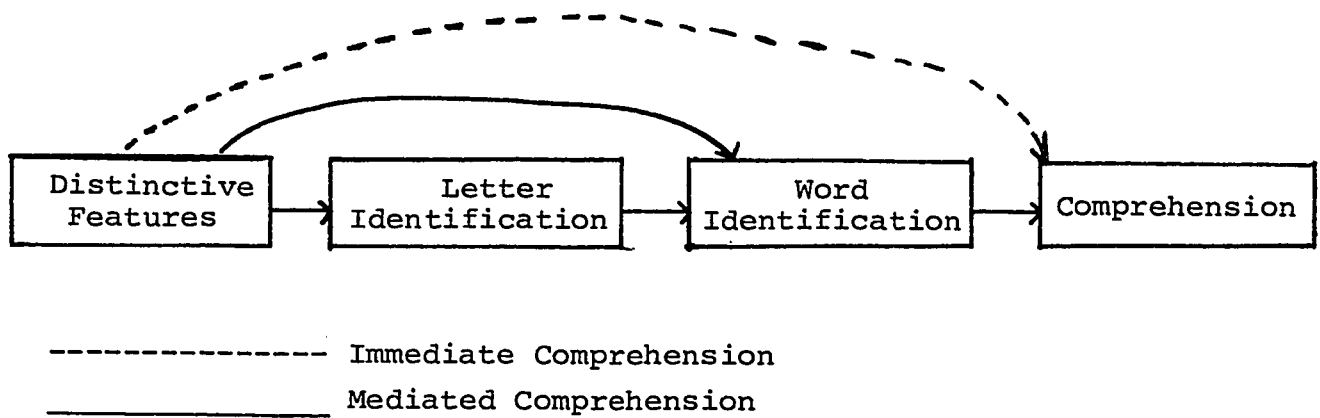 Distinctive
Features
Letter
Identification
Word
Identification
Comprehension
Immediate Comprehension
Mediated Comprehension